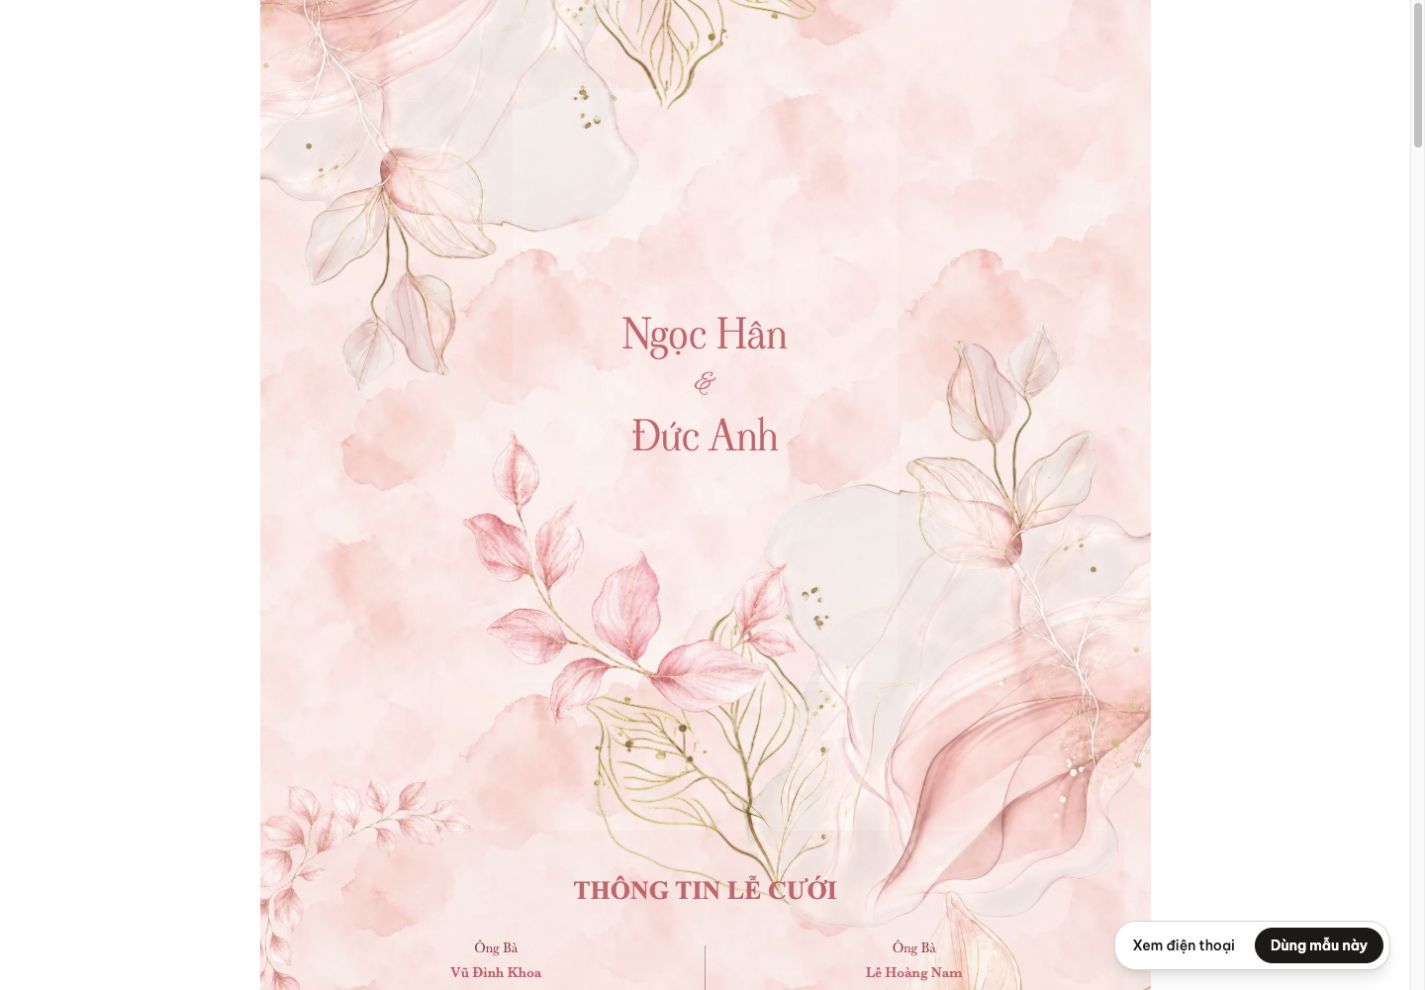 Ngọc Hân
&
Đức Anh
THÔNG TIN LỄ CƯỚI
Ông Bà
Vũ Đình Khoa
Ông Bà
Lê Hoàng Nam
Xem điện thoại
Dùng mẫu này